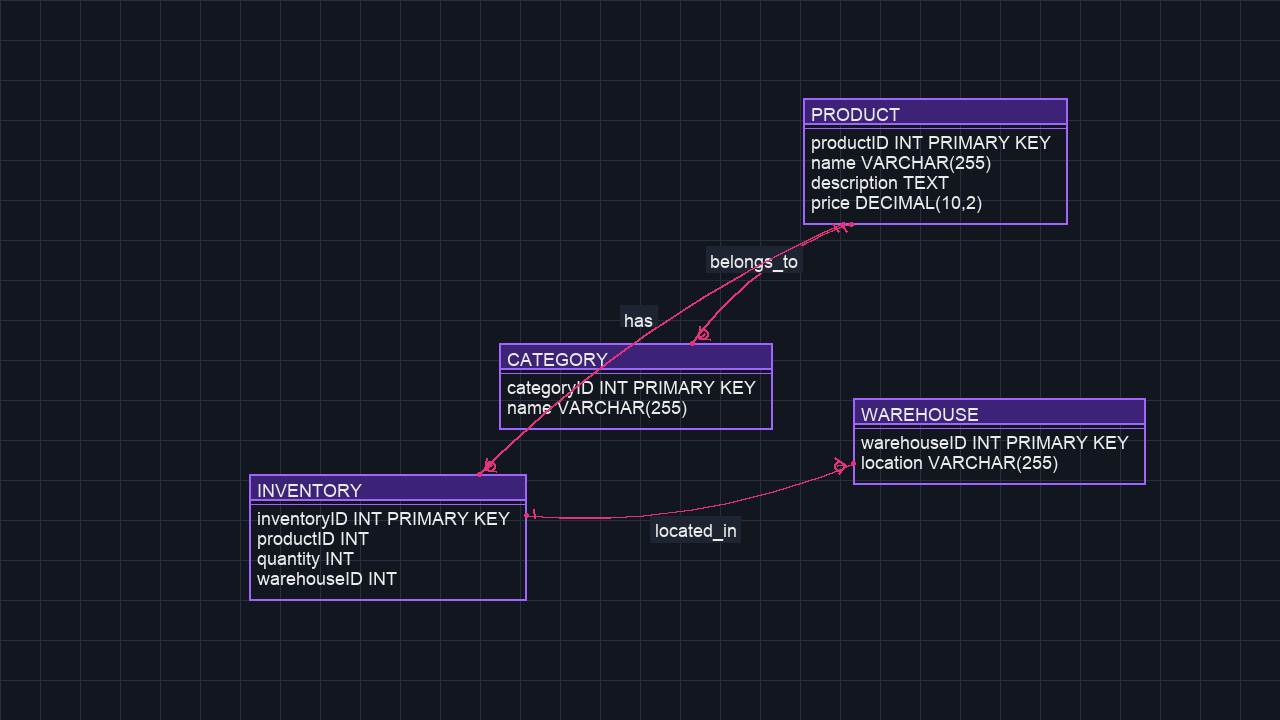 PRODUCT
productID INT PRIMARY KEY
name VARCHAR(255)
description TEXT
price DECIMAL(10,2)
belongs_to
has
CATEGORY
categoryID INT PRIMARY KEY
name VARCHAR(255)
WAREHOUSE
warehouseID INT PRIMARY KEY
location VARCHAR(255)
INVENTORY
inventoryID INT PRIMARY KEY
productID INT
quantity INT
warehouseID INT
located_in